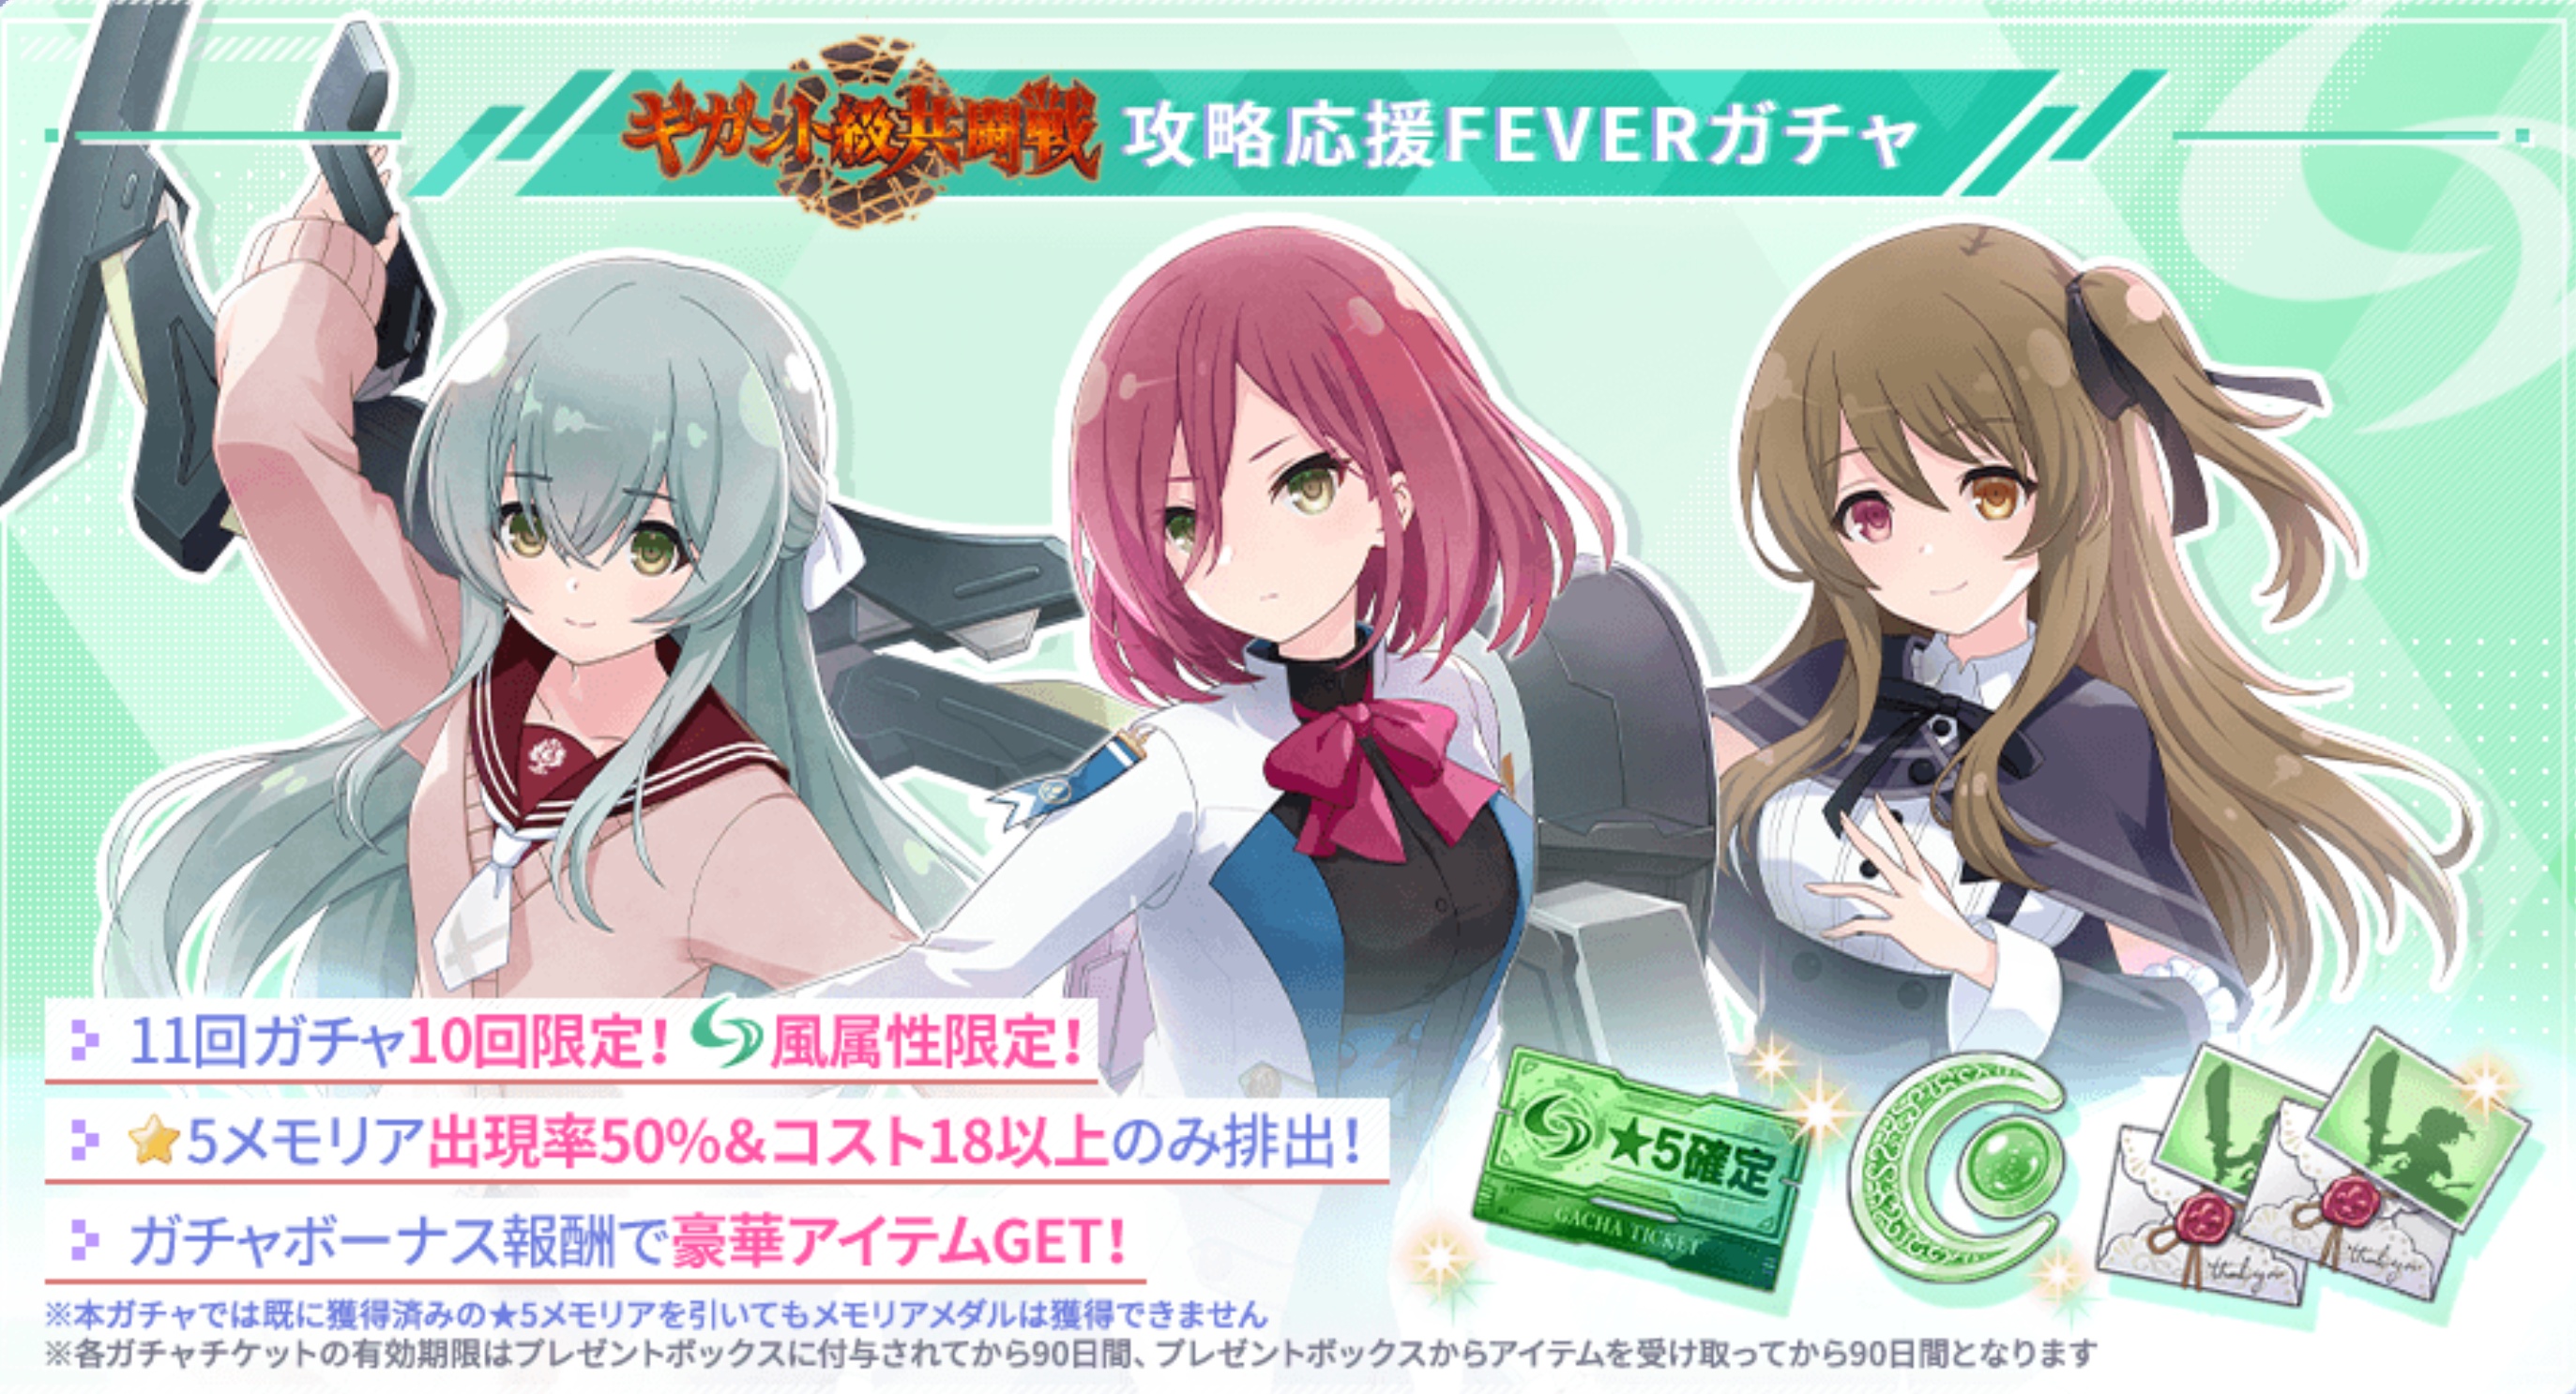 ギガント級共闘戦 攻略応援FEVERガチャ
11回ガチャ10回限定! 風属性限定!
⭐5メモリア出現率50%&コスト18以上のみ排出!
ガチャボーナス報酬で豪華アイテムGET!
★5確定
GACHA TICKET
thank you
thank you
※本ガチャでは既に獲得済みの★5メモリアを引いてもメモリアメダルは獲得できません
※各ガチャチケットの有効期限はプレゼントボックスに付与されてから90日間、プレゼントボックスからアイテムを受け取ってから90日間となります